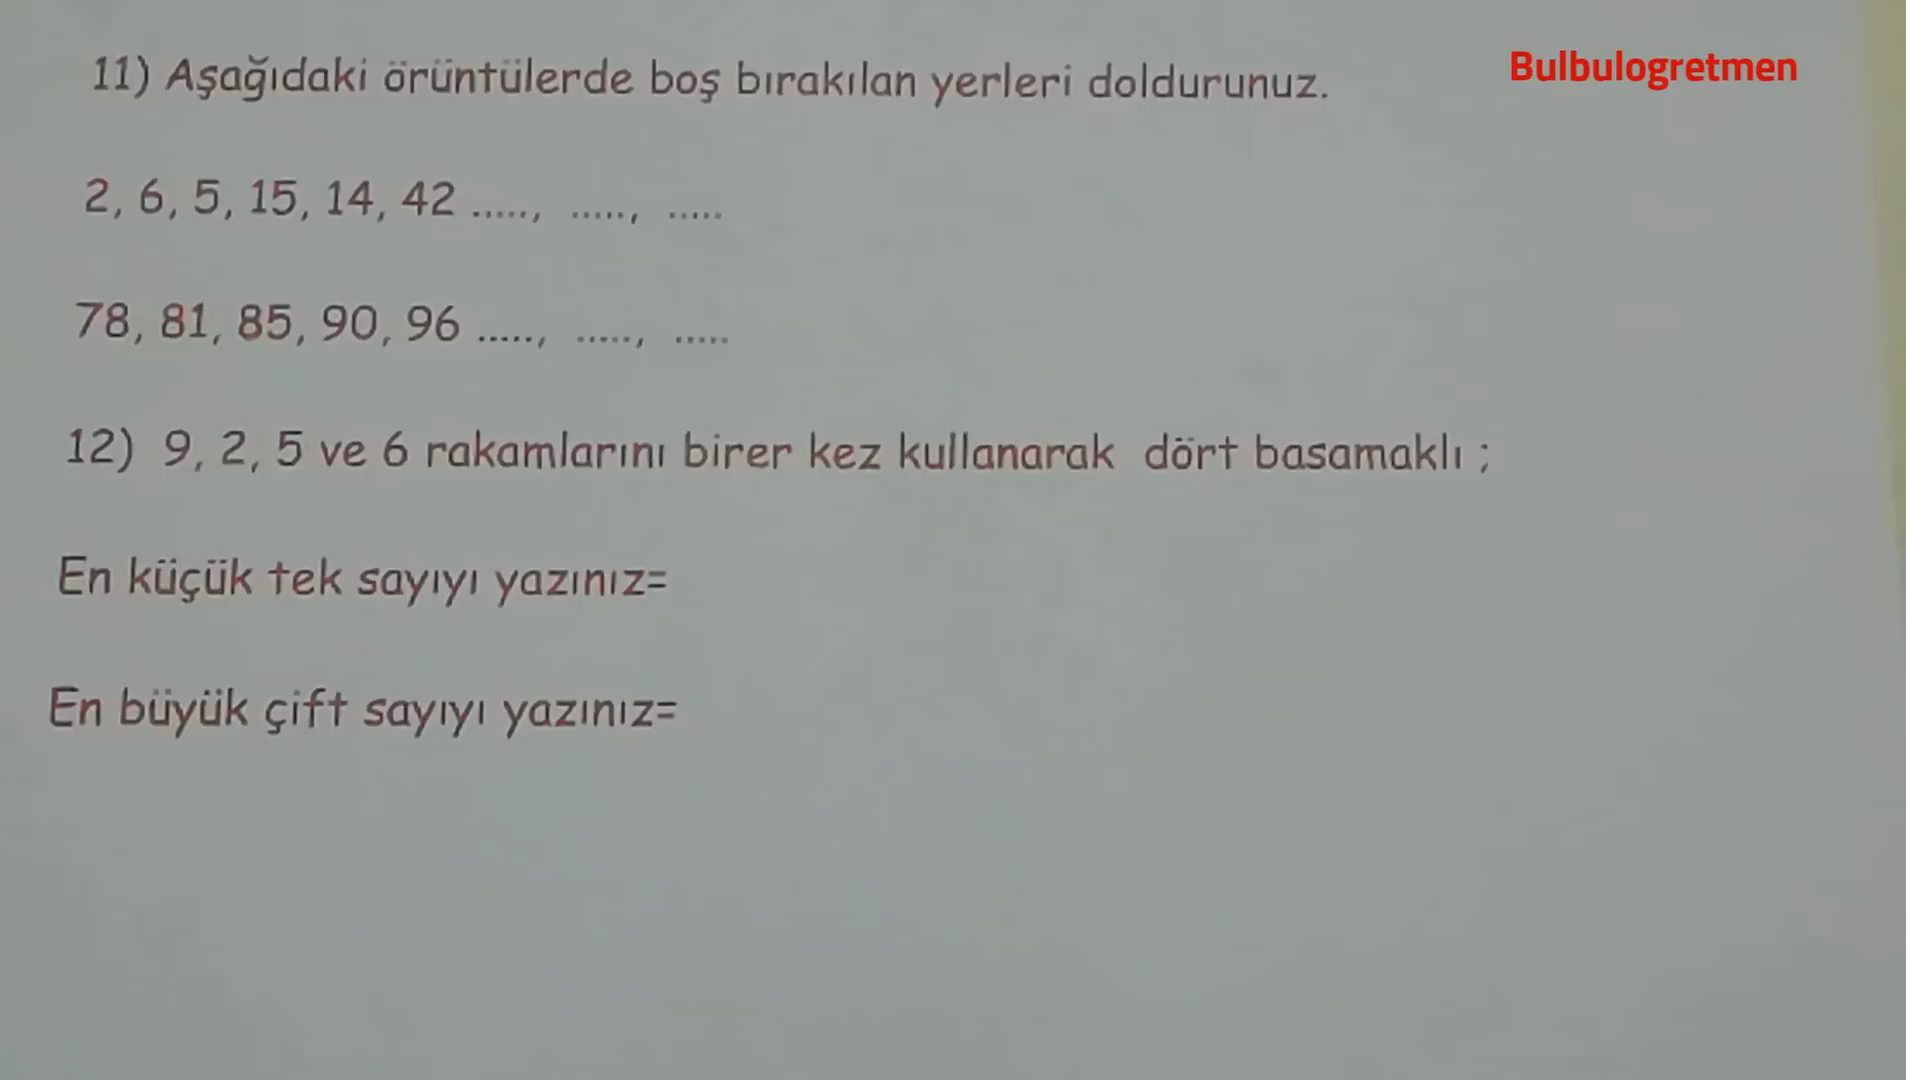 11) Aşağıdaki örüntülerde boş bırakılan yerleri doldurunuz.
Bulbulogretmen
2, 6, 5, 15, 14, 42 ....., ....., .....
78, 81, 85, 90, 96 ....., ....., .....
12) 9, 2, 5 ve 6 rakamlarını birer kez kullanarak dört basamaklı ;
En küçük tek sayıyı yazınız=
En büyük çift sayıyı yazınız=